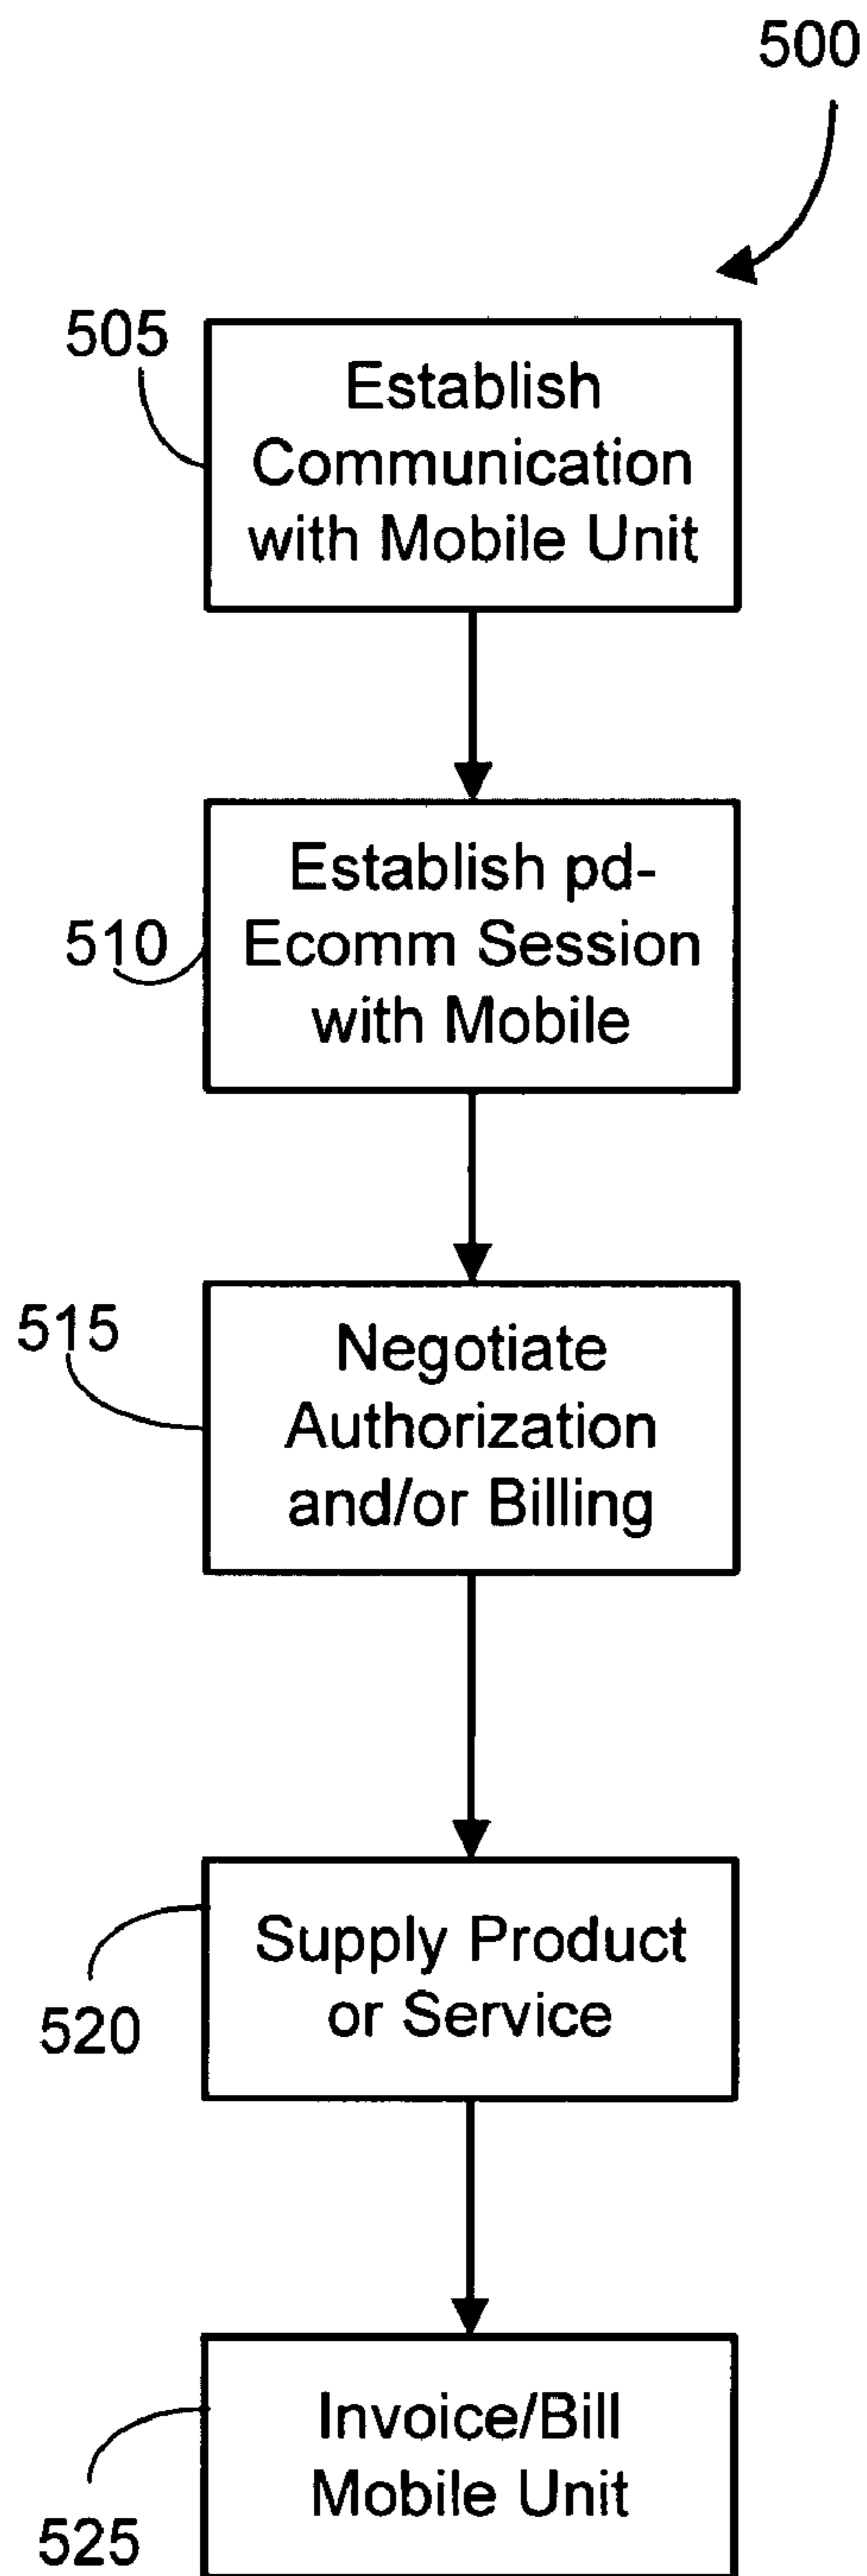 500
505
Establish
Communication
with Mobile Unit
510
Establish pd-
Ecomm Session
with Mobile
515
Negotiate
Authorization
and/or Billing
520
Supply Product
or Service
525
Invoice/Bill
Mobile Unit